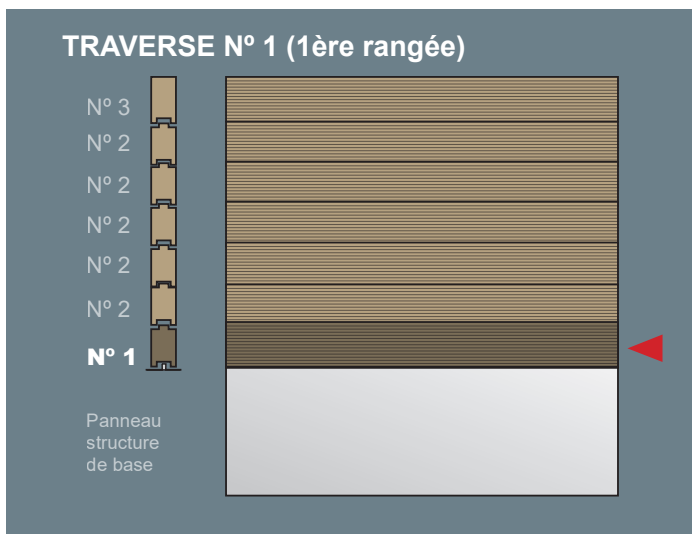 TRAVERSE Nº 1 (1ère rangée)
Nº 3
Nº 2
Nº 2
Nº 2
Nº 2
Nº 2
Nº 1
Panneau
structure
de base